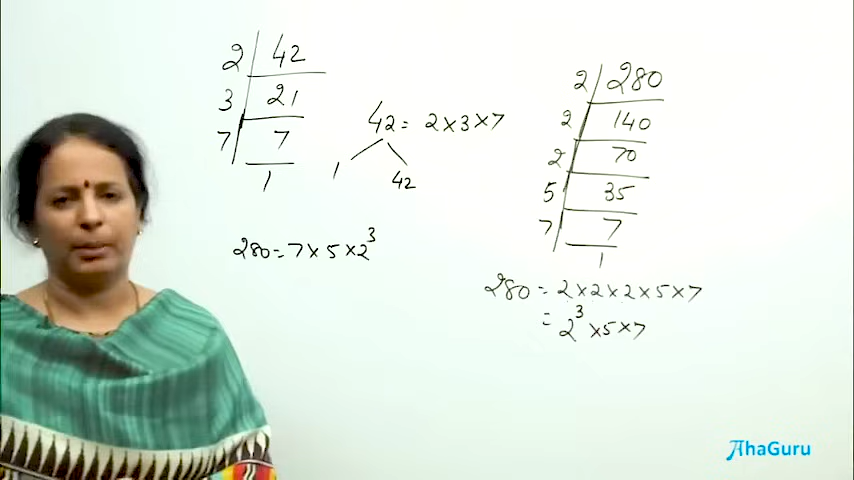 2 | 42
3 | 21
7 | 7
1
42 = 2×3×7
1 42
280 = 7×5×2³
2 | 280
2 | 140
2 | 70
5 | 35
7 | 7
1
280 = 2×2×2×5×7
= 2³×5×7
AhaGuru